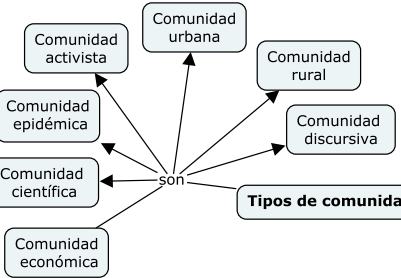 Comunidad
urbana
Comunidad
activista
Comunidad
rural
Comunidad
epidémica
Comunidad
discursiva
Comunidad
científica
son
Tipos de comunida
Comunidad
económica